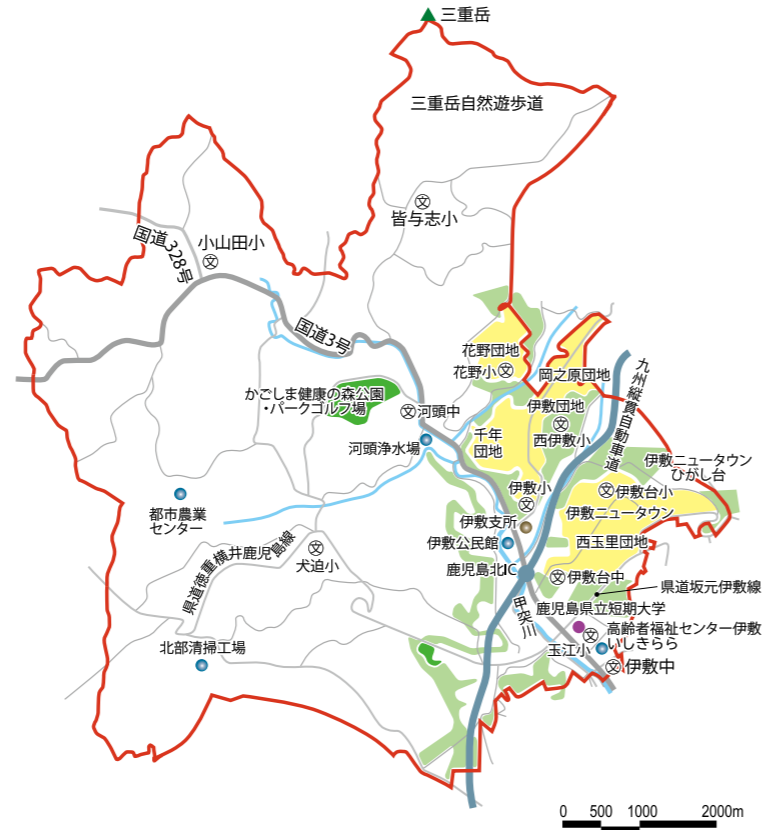 三重岳
三重岳自然遊歩道
文
皆与志小
国道328号
小山田小
文
国道3号
花野団地
花野小文
岡之原団地
九州縦貫自動車道
かごしま健康の森公園
・パークゴルフ場
文河頭中
伊敷団地
文
西伊敷小
千年
団地
河頭浄水場
伊敷ニュータウン
ひがし台
都市農業
センター
伊敷小
文
文伊敷台小
伊敷ニュータウン
伊敷支所
伊敷公民館
西玉里団地
県道徳重横井鹿児島線
文
犬迫小
鹿児島北IC
文伊敷台中
県道坂元伊敷線
甲突川
鹿児島県立短期大学
北部清掃工場
文
高齢者福祉センター伊敷
いしきらら
玉江小
文伊敷中
0 500 1000 2000m